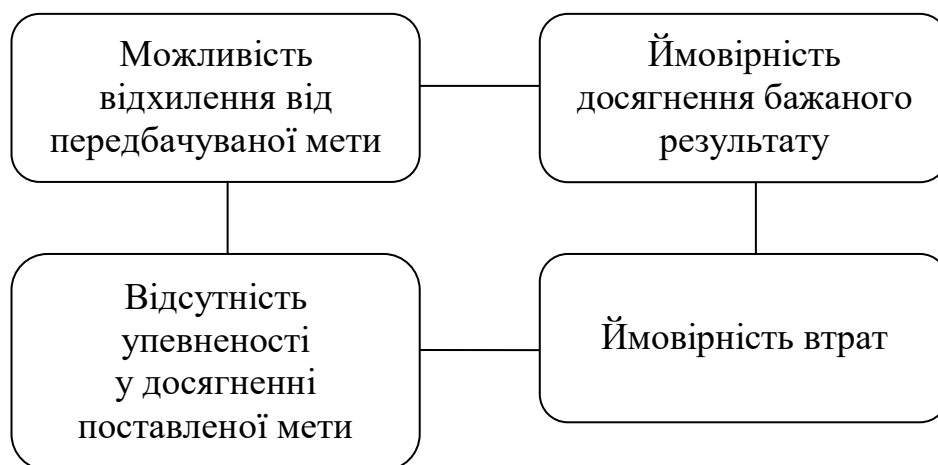 Можливість
відхилення від
передбачуваної мети
Ймовірність
досягнення бажаного
результату
Відсутність
упевненості
у досягненні
поставленої мети
Ймовірність втрат